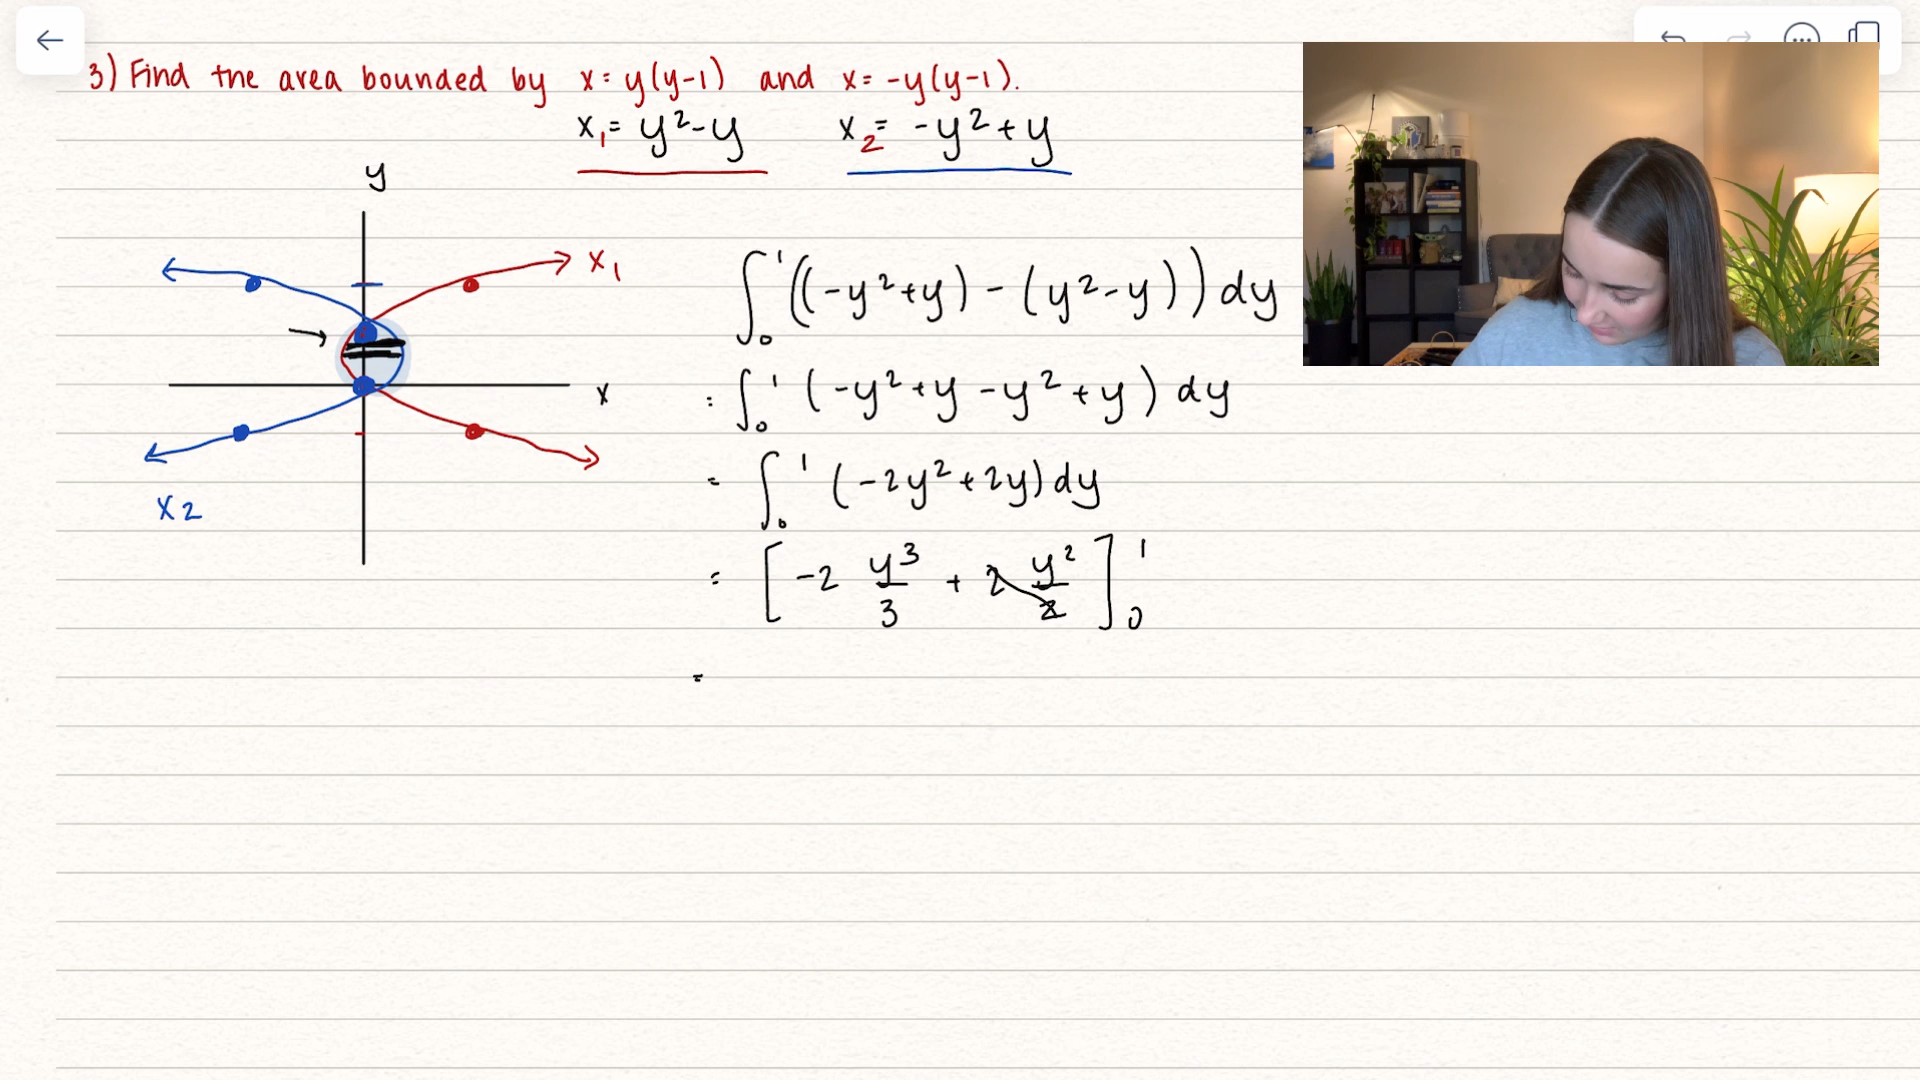 3) Find the area bounded by x = y(y-1) and x = -y(y-1).
x₁ = y²-y x₂ = -y²+y
y
x₁
x
x2
∫₀¹ ((-y²+y) - (y²-y)) dy
= ∫₀¹ (-y²+y -y²+y) dy
= ∫₀¹ (-2y²+2y) dy
= [-2 y³/3 + 2 y²/2]₀¹
=